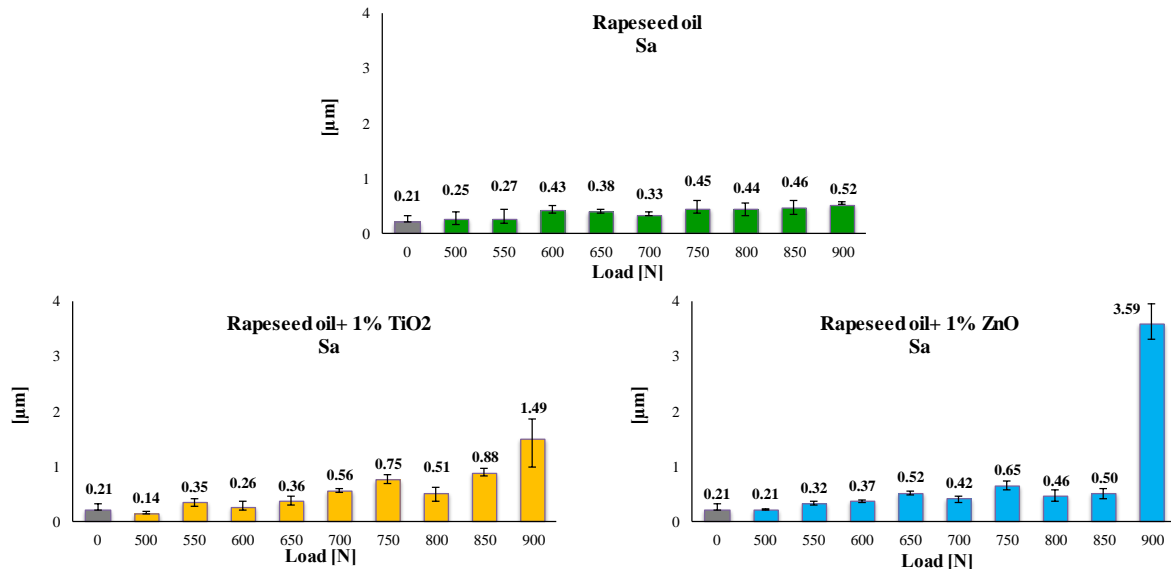 Rapeseed oil
Sa
[µm]
4
3
2
1
0
0.21 0.25 0.27 0.43 0.38 0.33 0.45 0.44 0.46 0.52
0 500 550 600 650 700 750 800 850 900
Load [N]
Rapeseed oil+ 1% TiO2
Sa
[µm]
4
3
2
1
0
0.21 0.14 0.35 0.26 0.36 0.56 0.75 0.51 0.88 1.49
0 500 550 600 650 700 750 800 850 900
Load [N]
Rapeseed oil+ 1% ZnO
Sa
[µm]
4
3
2
1
0
0.21 0.21 0.32 0.37 0.52 0.42 0.65 0.46 0.50 3.59
0 500 550 600 650 700 750 800 850 900
Load [N]